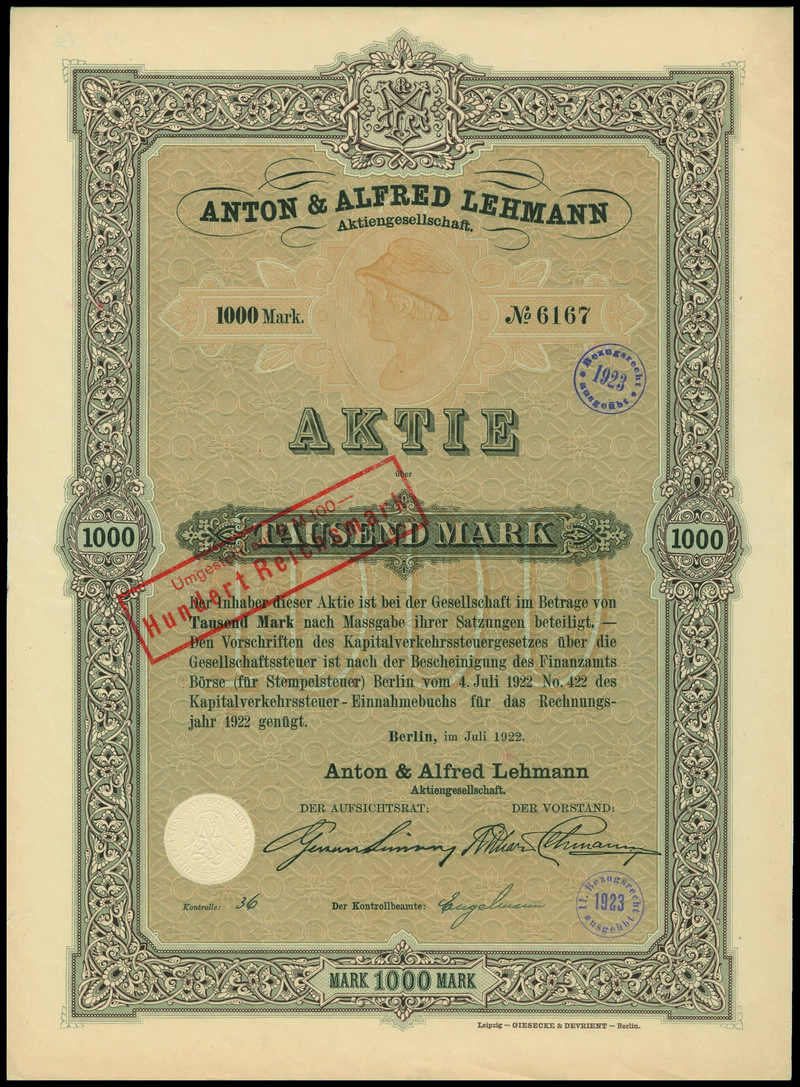 ANTON & ALFRED LEHMANN
Aktiengesellschaft.
1000 Mark.
No 6167
* Bezugsrecht * 1923 ausgeübt
AKTIE
über
TAUSEND MARK
Hundert Reichsmark
1000
1000
Der Inhaber dieser Aktie ist bei der Gesellschaft im Betrage von
Tausend Mark nach Massgabe ihrer Satzungen beteiligt. —
Den Vorschriften des Kapitalverkehrssteuergesetzes über die
Gesellschaftssteuer ist nach der Bescheinigung des Finanzamts
Börse (für Stempelsteuer) Berlin vom 4. Juli 1922 No. 422 des
Kapitalverkehrssteuer-Einnahmebuchs für das Rechnungs-
jahr 1922 genügt.
Berlin, im Juli 1922.
Anton & Alfred Lehmann
Aktiengesellschaft.
DER AUFSICHTSRAT:
DER VORSTAND:
Kontrolle: 36
Der Kontrollbeamte: Engelmann
II. Bezugsrecht 1923 ausgeübt
MARK 1000 MARK
Leipzig — GIESECKE & DEVRIENT — Berlin.